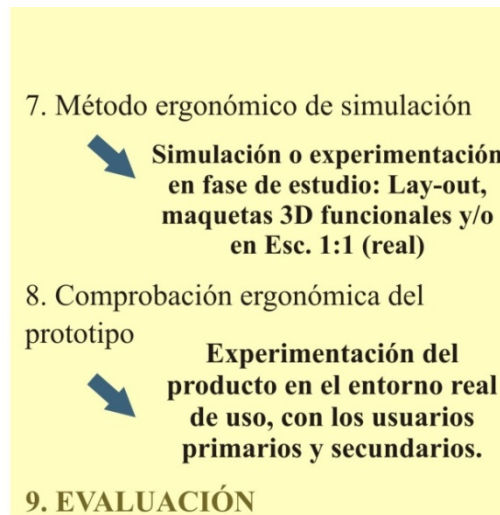 7. Método ergonómico de simulación
Simulación o experimentación
en fase de estudio: Lay-out,
maquetas 3D funcionales y/o
en Esc. 1:1 (real)
8. Comprobación ergonómica del
prototipo
Experimentación del
producto en el entorno real
de uso, con los usuarios
primarios y secundarios.
9. EVALUACIÓN